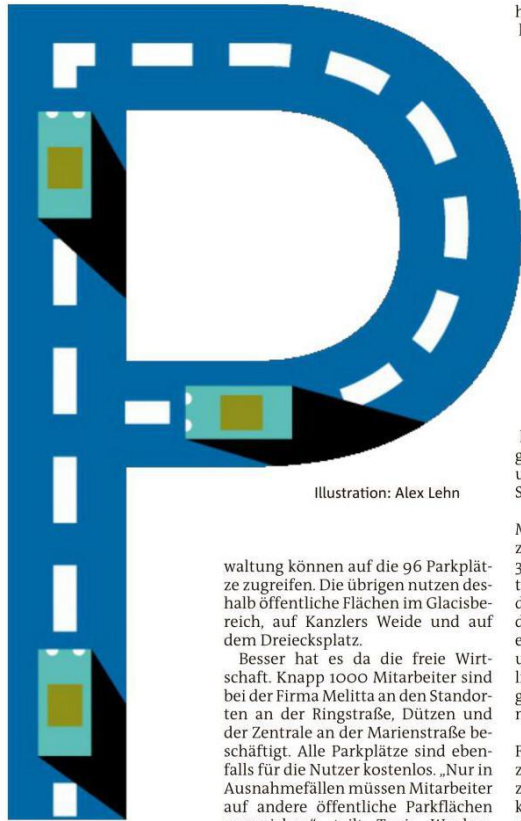 Illustration: Alex Lehn
waltung können auf die 96 Parkplät-
ze zugreifen. Die übrigen nutzen des-
halb öffentliche Flächen im Glacisbe-
reich, auf Kanzlers Weide und auf
dem Dreiecksplatz.
Besser hat es da die freie Wirt-
schaft. Knapp 1000 Mitarbeiter sind
bei der Firma Melitta an den Standor-
ten an der Ringstraße, Dützen und
der Zentrale an der Marienstraße be-
schäftigt. Alle Parkplätze sind eben-
falls für die Nutzer kostenlos. „Nur in
Ausnahmefällen müssen Mitarbeiter
auf andere öffentliche Parkflächen